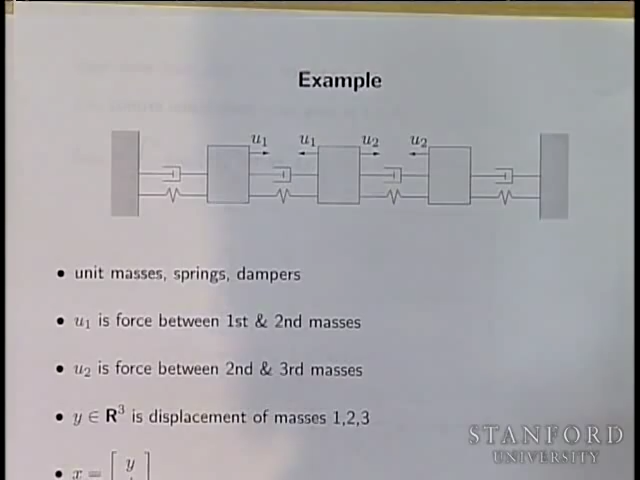 Example
u₁ u₁ u₂ u₂
• unit masses, springs, dampers
• u₁ is force between 1st & 2nd masses
• u₂ is force between 2nd & 3rd masses
• y ∈ R³ is displacement of masses 1,2,3
• x = [ y
STANFORD
UNIVERSITY